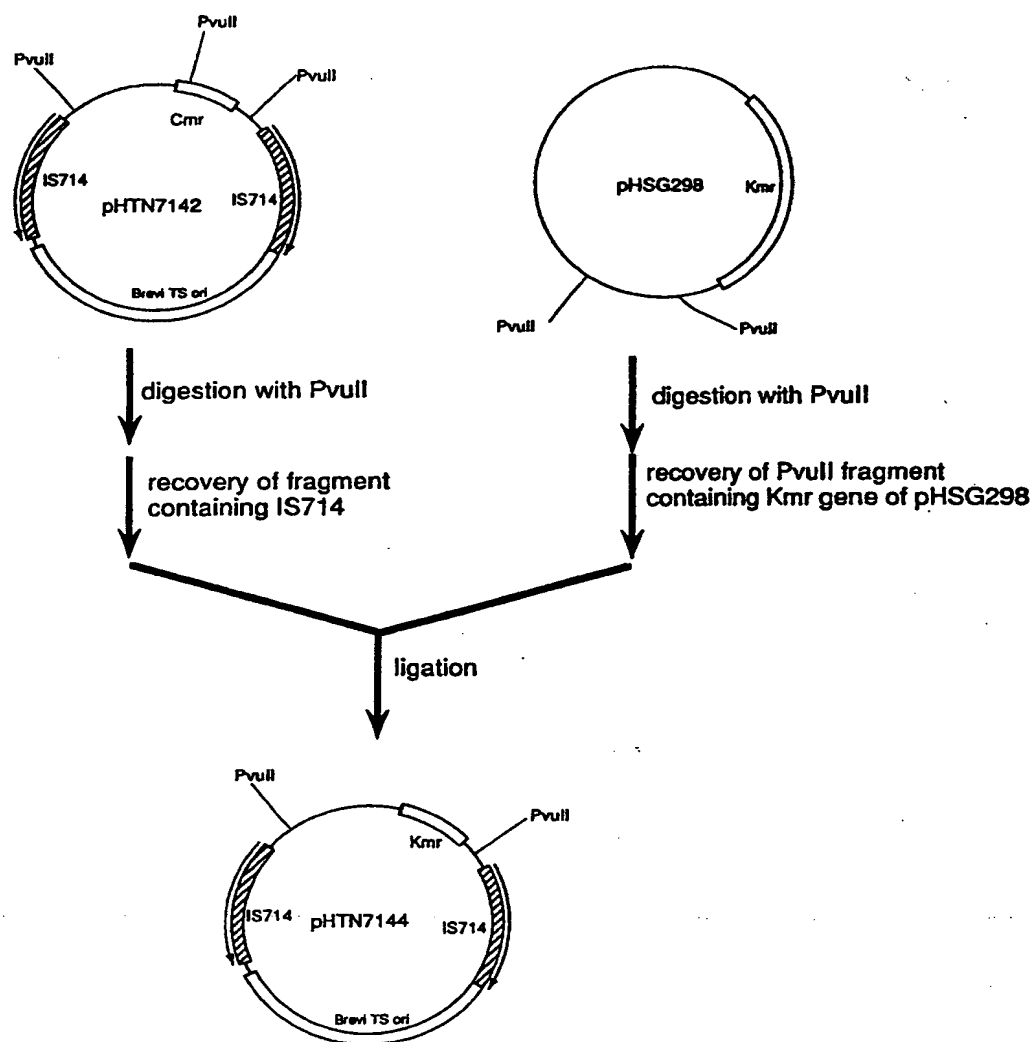 PvuII
PvuII
PvuII
Cmr
IS714
IS714
pHTN7142
Brevi TS ori
pHSG298
Kmr
PvuII
PvuII
digestion with PvuII
digestion with PvuII
recovery of fragment
containing IS714
recovery of PvuII fragment
containing Kmr gene of pHSG298
ligation
PvuII
PvuII
Kmr
IS714
pHTN7144
IS714
Brevi TS ori